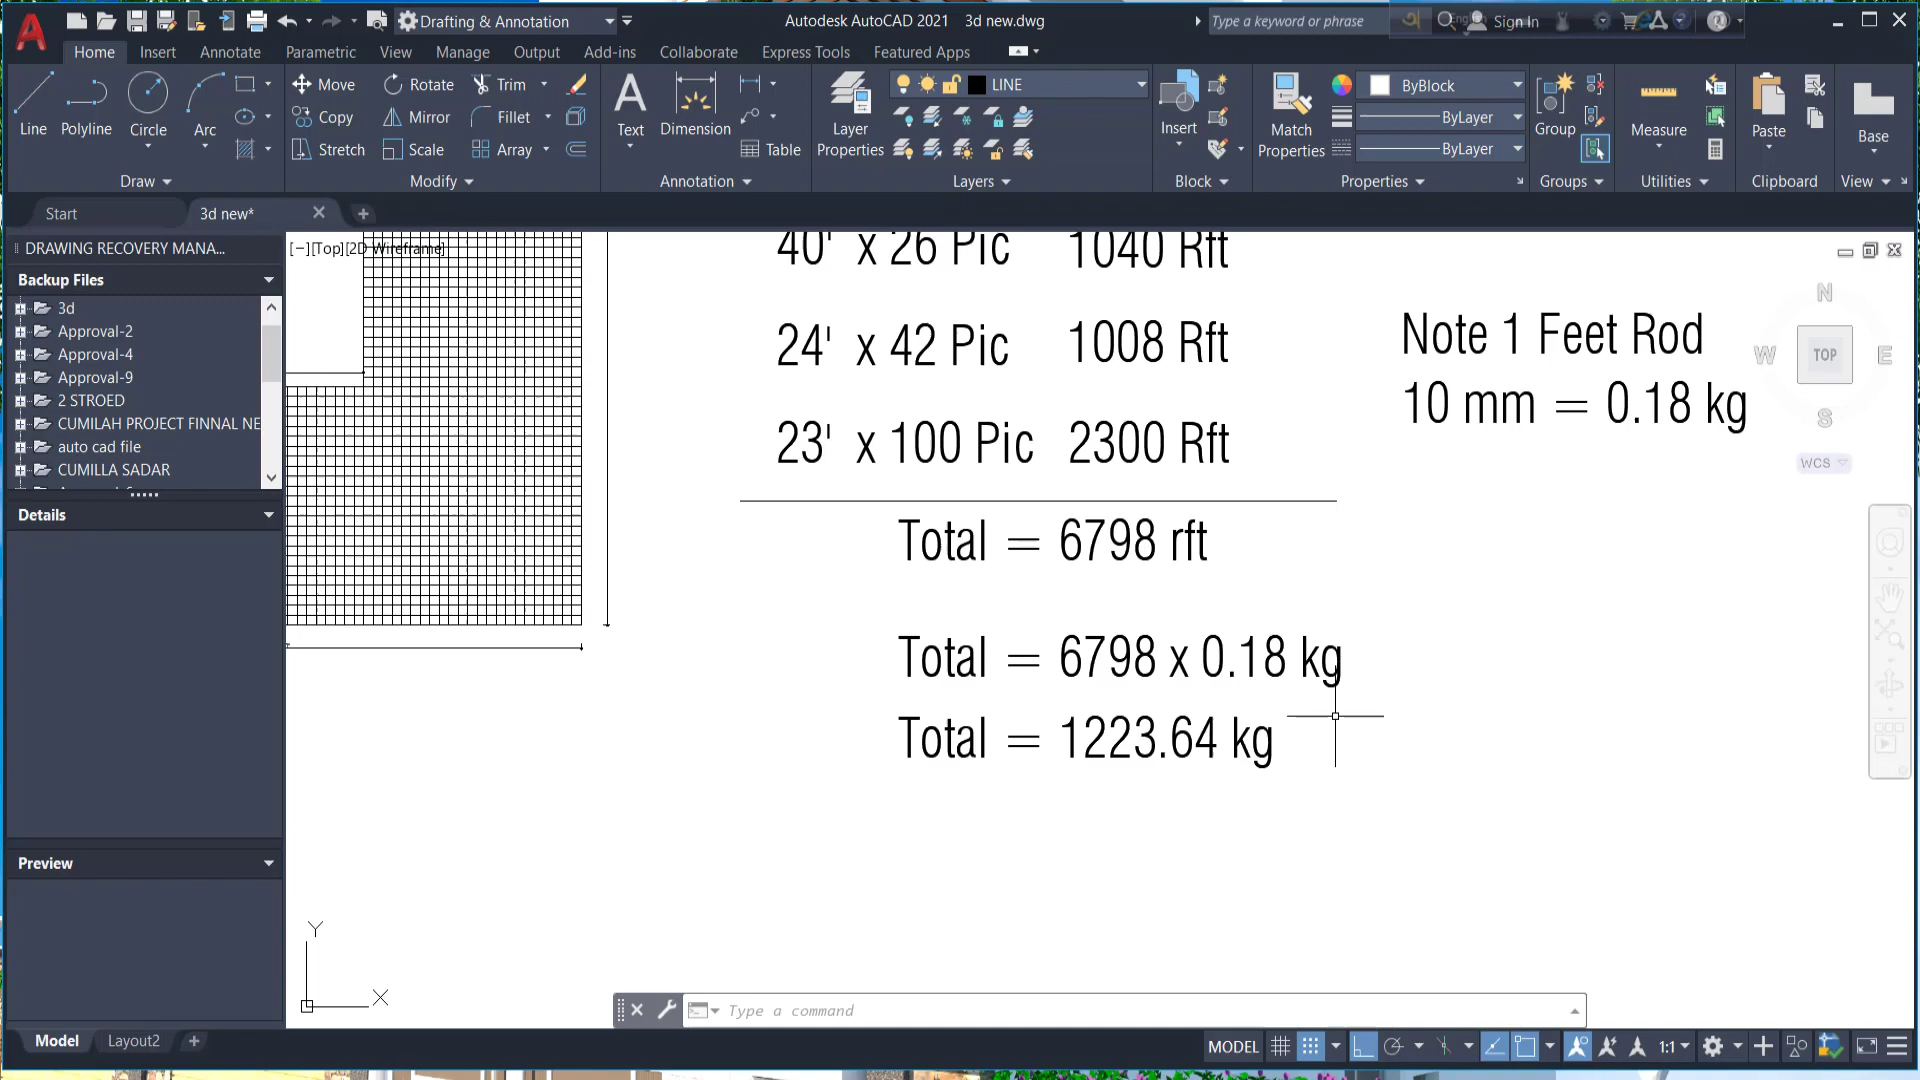 Drafting & Annotation
Autodesk AutoCAD 2021 3d new.dwg
Type a keyword or phrase
Sign In
Home Insert Annotate Parametric View Manage Output Add-ins Collaborate Express Tools Featured Apps
Line Polyline Circle Arc
Move Rotate Trim
Copy Mirror Fillet
Stretch Scale Array
Text Dimension
Table
Layer Properties
LINE
Insert
Match Properties
ByBlock
ByLayer
ByLayer
Group
Measure
Paste
Base
Draw Modify Annotation Layers Block Properties Groups Utilities Clipboard View
Start 3d new*
DRAWING RECOVERY MANA...
Backup Files
3d
Approval-2
Approval-4
Approval-9
2 STROED
CUMILAH PROJECT FINNAL NE
auto cad file
CUMILLA SADAR
Details
Preview
[−][Top][2D Wireframe]
40' x 26 Pic 1040 Rft
24' x 42 Pic 1008 Rft
23' x 100 Pic 2300 Rft
Total = 6798 rft
Total = 6798 x 0.18 kg
Total = 1223.64 kg
Note 1 Feet Rod
10 mm = 0.18 kg
N
W TOP E
S
WCS
Y
X
Type a command
Model Layout2
MODEL 1:1